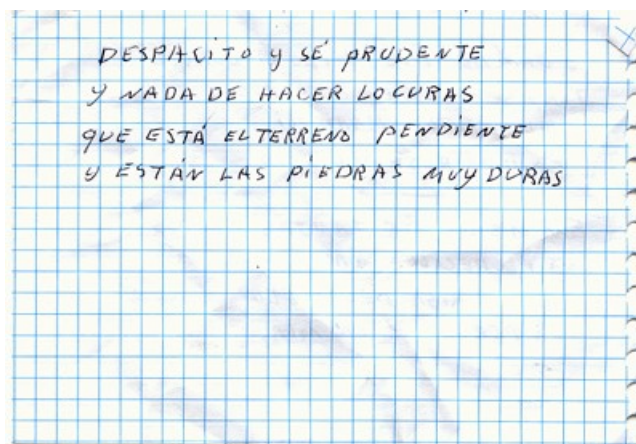 DESPACITO y SÉ PRUDENTE
y NADA DE HACER LOCURAS
QUE ESTÁ EL TERRENO PENDIENTE
y ESTÁN LAS PIEDRAS MUY DURAS